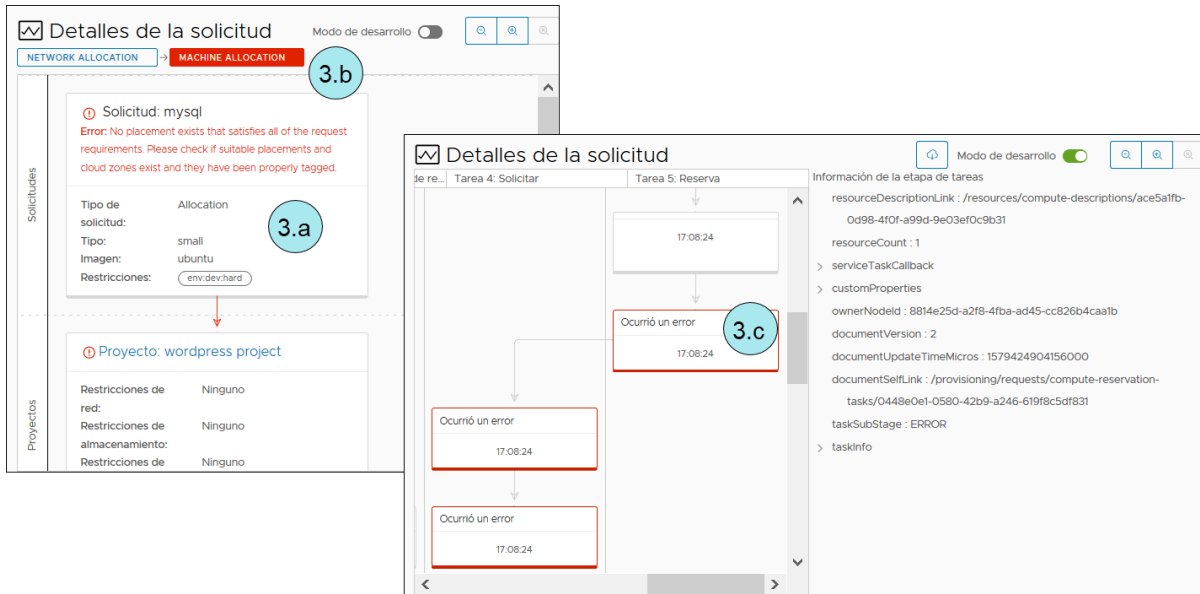 Detalles de la solicitud
Modo de desarrollo
NETWORK ALLOCATION
MACHINE ALLOCATION
3.b
Solicitudes
Solicitud: mysql
Error: No placement exists that satisfies all of the request
requirements. Please check if suitable placements and
cloud zones exist and they have been properly tagged.
Tipo de
solicitud:
Allocation
3.a
Tipo:
small
Imagen:
ubuntu
Restricciones:
env:dev:hard
Proyectos
Proyecto: wordpress project
Restricciones de
red:
Ninguno
Restricciones de
almacenamiento:
Ninguno
Restricciones de
Ninguno
Detalles de la solicitud
Modo de desarrollo
de re...
Tarea 4: Solicitar
Tarea 5: Reserva
17:08:24
Ocurrió un error
17:08:24
3.c
Ocurrió un error
17:08:24
Ocurrió un error
17:08:24
Información de la etapa de tareas
resourceDescriptionLink : /resources/compute-descriptions/ace5a1fb-
0d98-4f0f-a99d-9e03ef0c9b31
resourceCount : 1
serviceTaskCallback
customProperties
ownerNodeId : 8814e25d-a2f8-4fba-ad45-cc826b4caa1b
documentVersion : 2
documentUpdateTimeMicros : 1579424904156000
documentSelfLink : /provisioning/requests/compute-reservation-
tasks/0448e0e1-0580-42b9-a246-619f8c5df831
taskSubStage : ERROR
taskInfo